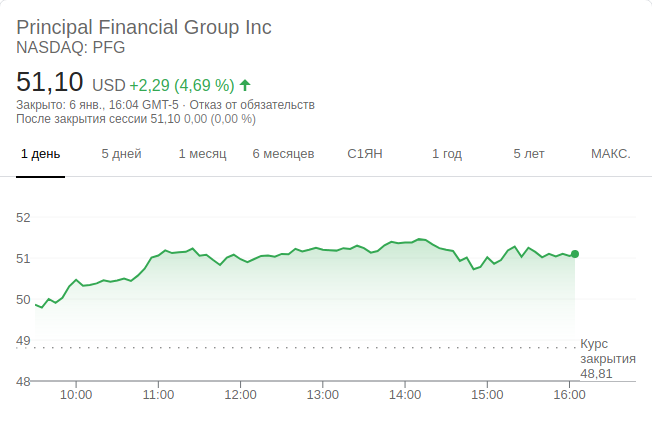 Principal Financial Group Inc
NASDAQ: PFG
51,10 USD +2,29 (4,69 %)
Закрыто: 6 янв., 16:04 GMT-5 · Отказ от обязательств
После закрытия сессии 51,10 0,00 (0,00 %)
1 день 5 дней 1 месяц 6 месяцев С1ЯН 1 год 5 лет МАКС.
52
51
50
49
48
Курс
закрытия
48,81
10:00 11:00 12:00 13:00 14:00 15:00 16:00